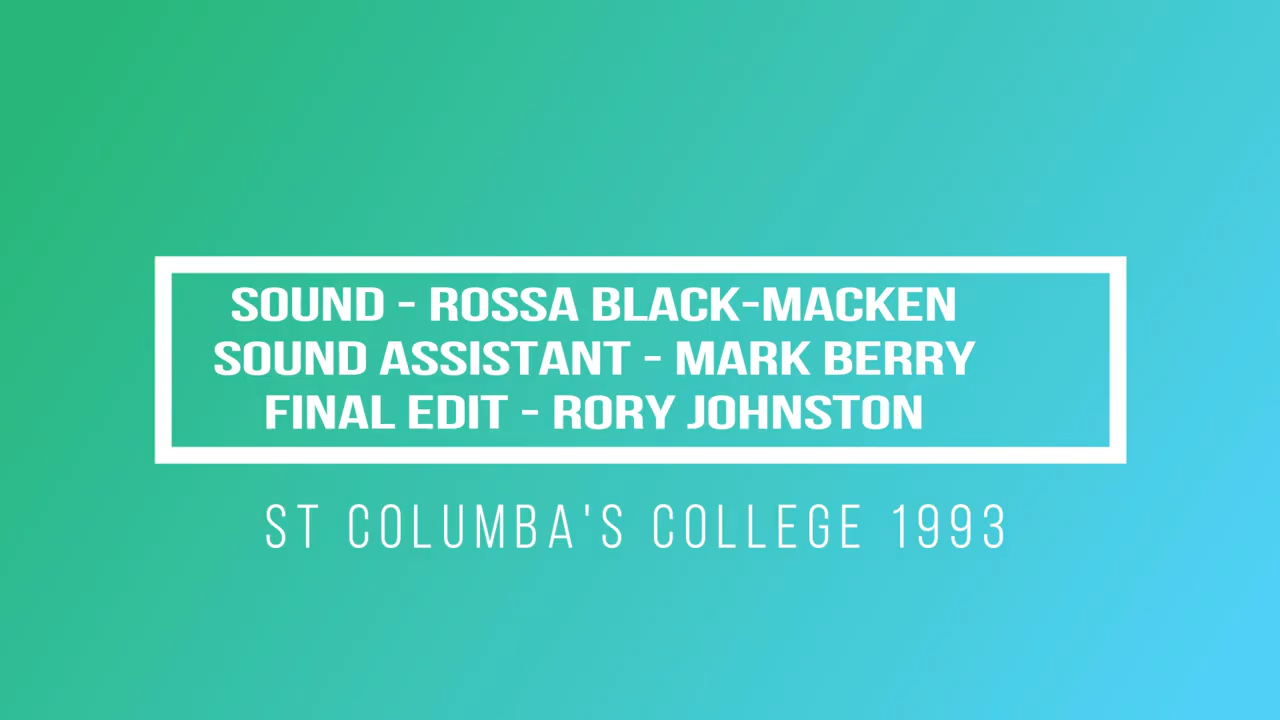 SOUND - ROSSA BLACK-MACKEN
SOUND ASSISTANT - MARK BERRY
FINAL EDIT - RORY JOHNSTON
ST COLUMBA'S COLLEGE 1993